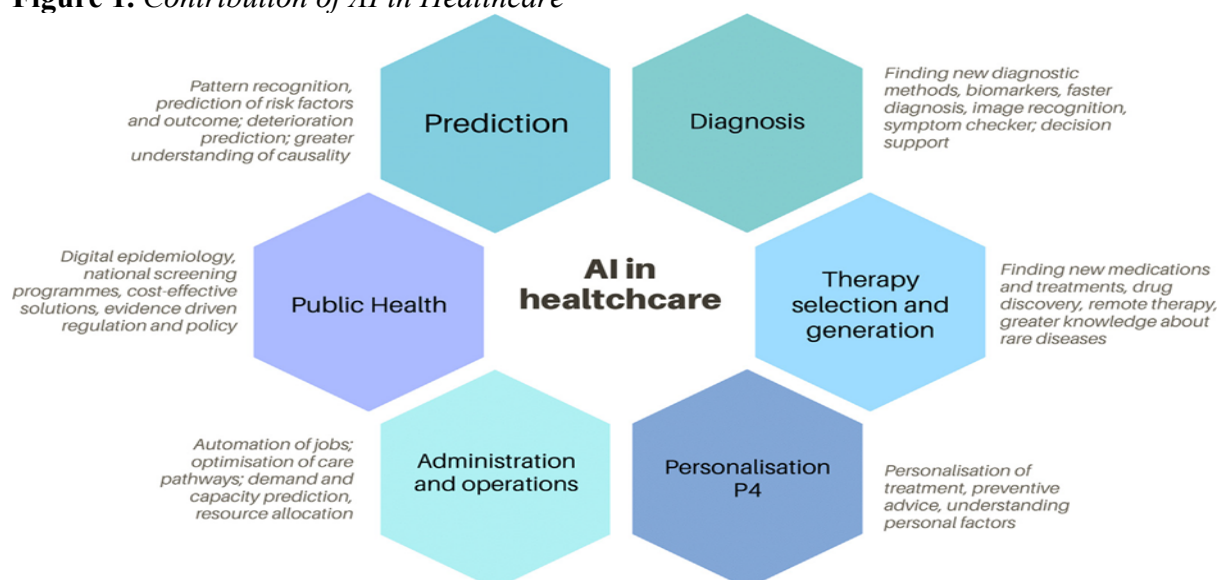 Figure 1. Contribution of AI in Healthcare
Pattern recognition,
prediction of risk factors
and outcome; deterioration
prediction; greater
understanding of causality
Prediction
Diagnosis
Finding new diagnostic
methods, biomarkers, faster
diagnosis, image recognition,
symptom checker; decision
support
Digital epidemiology,
national screening
programmes, cost-effective
solutions, evidence driven
regulation and policy
Public Health
AI in
healtchcare
Therapy
selection and
generation
Finding new medications
and treatments, drug
discovery, remote therapy,
greater knowledge about
rare diseases
Automation of jobs;
optimisation of care
pathways; demand and
capacity prediction,
resource allocation
Administration
and operations
Personalisation
P4
Personalisation of
treatment, preventive
advice, understanding
personal factors